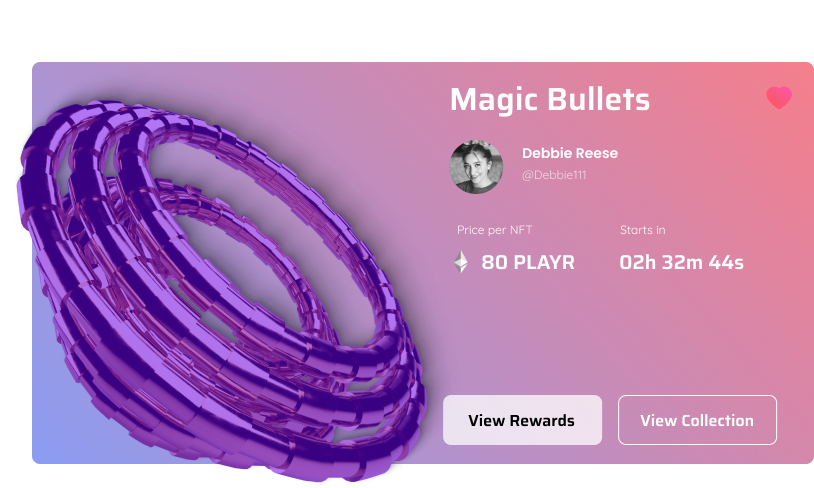 Magic Bullets
Debbie Reese
@Debbie111
Price per NFT
Starts in
80 PLAYR
02h 32m 44s
View Rewards
View Collection